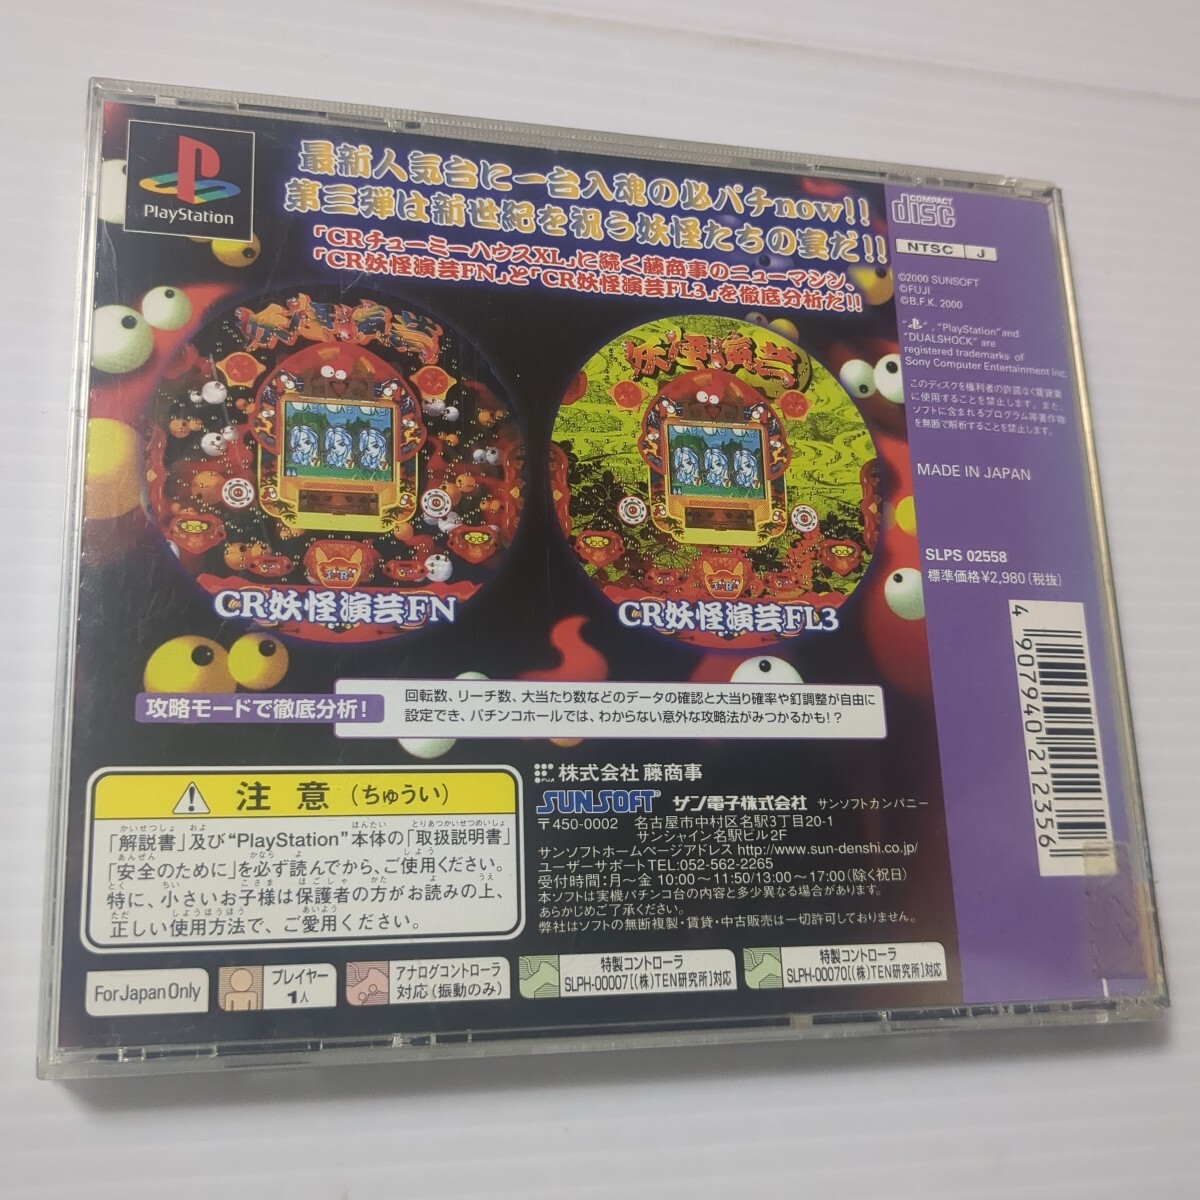 PlayStation
最新人気台に一台入魂の必パチnow!!
第三弾は新世紀を祝う妖怪たちの宴だ!!
「CRチューミーハウスXL」に続く藤商事のニューマシン、
「CR妖怪演芸FN」と「CR妖怪演芸FL3」を徹底分析だ!!
妖怪演芸
妖怪演芸
CR妖怪演芸FN
CR妖怪演芸FL3
攻略モードで徹底分析!
回転数、リーチ数、大当たり数などのデータの確認と大当り確率や釘調整が自由に
設定でき、パチンコホールでは、わからない意外な攻略法がみつかるかも!?
COMPACT
disc
NTSC J
©2000 SUNSOFT
©FUJI
©B.F.K. 2000
" ", "PlayStation" and
"DUALSHOCK" are
registered trademarks of
Sony Computer Entertainment Inc.
このディスクを権利者の許諾なく賃貸業
に使用することを禁止します。また、
ソフトに含まれるプログラム等著作物
を無断で解析することを禁止します。
MADE IN JAPAN
SLPS 02558
標準価格¥2,980(税抜)
4 907940 212356
注意(ちゅうい)
「解説書」及び"PlayStation"本体の「取扱説明書」
「安全のために」を必ず読んでから、ご使用ください。
特に、小さいお子様は保護者の方がお読みの上、
正しい使用方法で、ご愛用ください。
FUJI 株式会社 藤商事
SUNSOFT® サン電子株式会社 サンソフトカンパニー
〒450-0002 名古屋市中村区名駅3丁目20-1
サンシャイン名駅ビル2F
サンソフトホームページアドレス http://www.sun-denshi.co.jp/
ユーザーサポートTEL:052-562-2265
受付時間:月〜金 10:00〜11:50/13:00〜17:00(除く祝日)
本ソフトは実機パチンコ台の内容と多少異なる場合があります。
あらかじめご了承ください。
弊社はソフトの無断複製・賃貸・中古販売は一切許可しておりません。
For Japan Only
プレイヤー
1人
アナログコントローラ
対応(振動のみ)
特製コントローラ
SLPH-00007[(株)TEN研究所]対応
特製コントローラ
SLPH-00070[(株)TEN研究所]対応